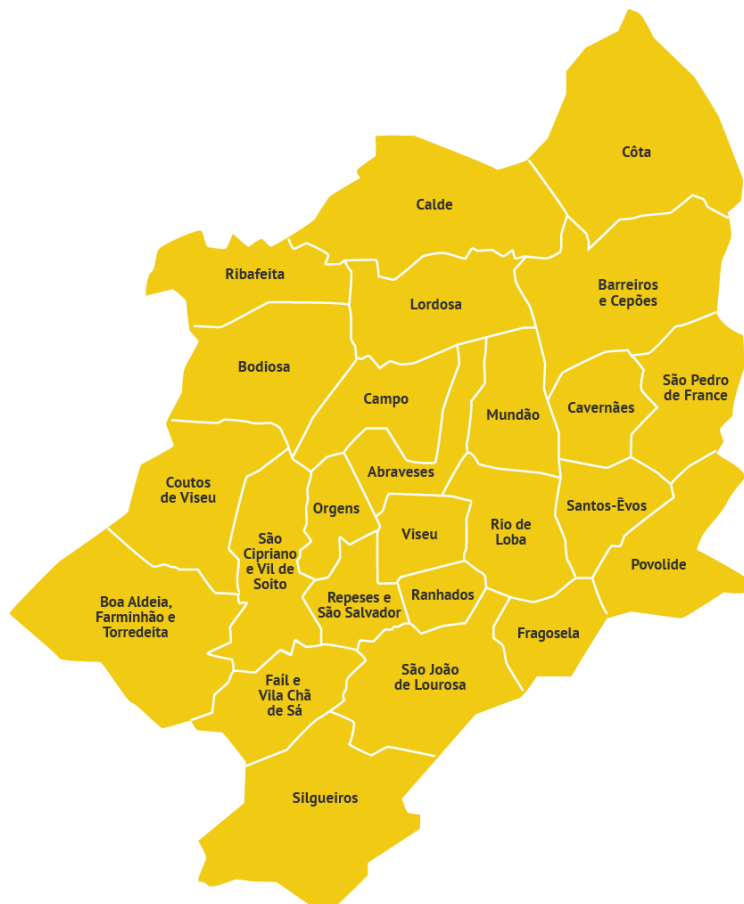 Côta
Calde
Ribafeita
Barreiros
e Cepões
Lordosa
Bodiosa
São Pedro
de France
Campo
Mundão
Cavernães
Abraveses
Coutos
de Viseu
Orgens
Santos-Êvos
Viseu
Rio de
Loba
São
Cipriano
e Vil de
Soito
Povolide
Boa Aldeia,
Farminhão e
Torredeita
Repeses e
São Salvador
Ranhados
Fragosela
São João
de Lourosa
Faíl e
Vila Chã
de Sá
Silgueiros